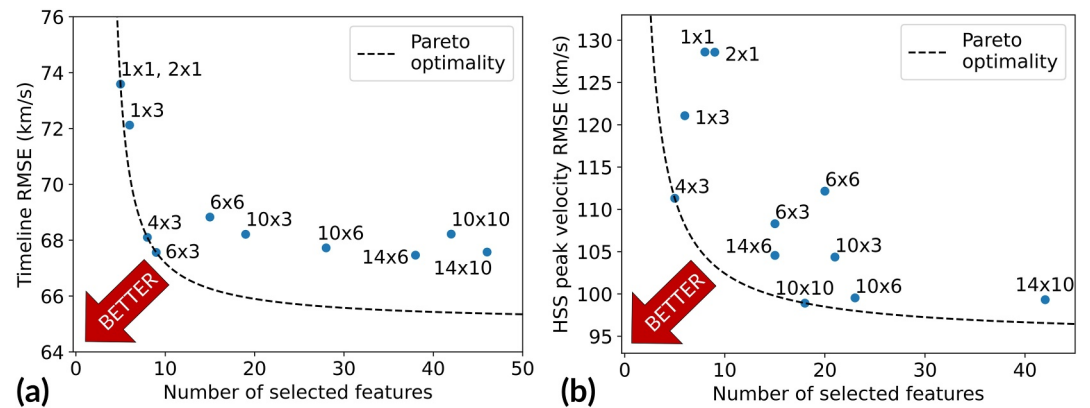 76
74
72
70
68
66
64
Timeline RMSE (km/s)
Pareto
optimality
1x1, 2x1
1x3
4x3
6x3
6x6
10x3
10x6
14x6
10x10
14x10
BETTER
0 10 20 30 40 50
Number of selected features
(a)
130
125
120
115
110
105
100
95
HSS peak velocity RMSE (km/s)
Pareto
optimality
1x1
2x1
1x3
4x3
6x6
6x3
14x6
10x3
10x10
10x6
14x10
BETTER
0 10 20 30 40
Number of selected features
(b)